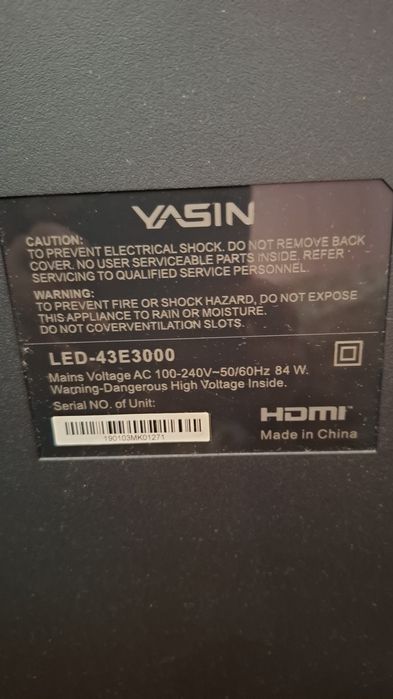 YASIN
CAUTION:
TO PREVENT ELECTRICAL SHOCK. DO NOT REMOVE BACK
COVER. NO USER SERVICEABLE PARTS INSIDE. REFER
SERVICING TO QUALIFIED SERVICE PERSONNEL.
WARNING:
TO PREVENT FIRE OR SHOCK HAZARD, DO NOT EXPOSE
THIS APPLIANCE TO RAIN OR MOISTURE.
DO NOT COVERVENTILATION SLOTS.
LED-43E3000
Mains Voltage AC 100-240V~50/60Hz 84 W.
Warning-Dangerous High Voltage Inside.
Serial NO. of Unit:
190103MK01271
HDMI
Made in China